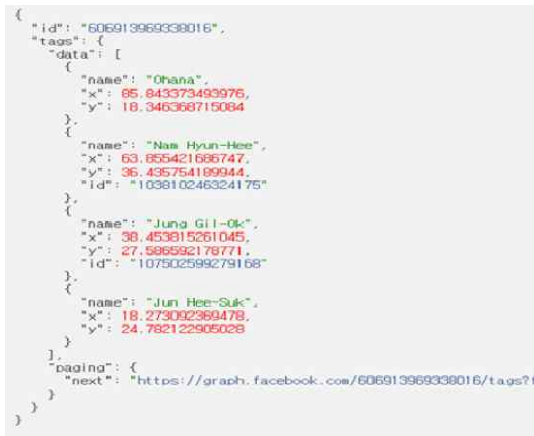 {
"id": "606913969338016",
"tags": {
"data": [
{
"name": "Ohana",
"x": 85.843373493976,
"y": 18.346368715084
},
{
"name": "Nam Hyun-Hee",
"x": 63.855421686747,
"y": 36.435754189944,
"id": "103810246324175"
},
{
"name": "Jung Gil-Ok",
"x": 38.453815261045,
"y": 27.586592178771,
"id": "107502599279168"
},
{
"name": "Jun Hee-Suk",
"x": 18.273092369478,
"y": 24.782122905028
}
],
"paging": {
"next": "https://graph.facebook.com/606913969338016/tags?
}
}
}